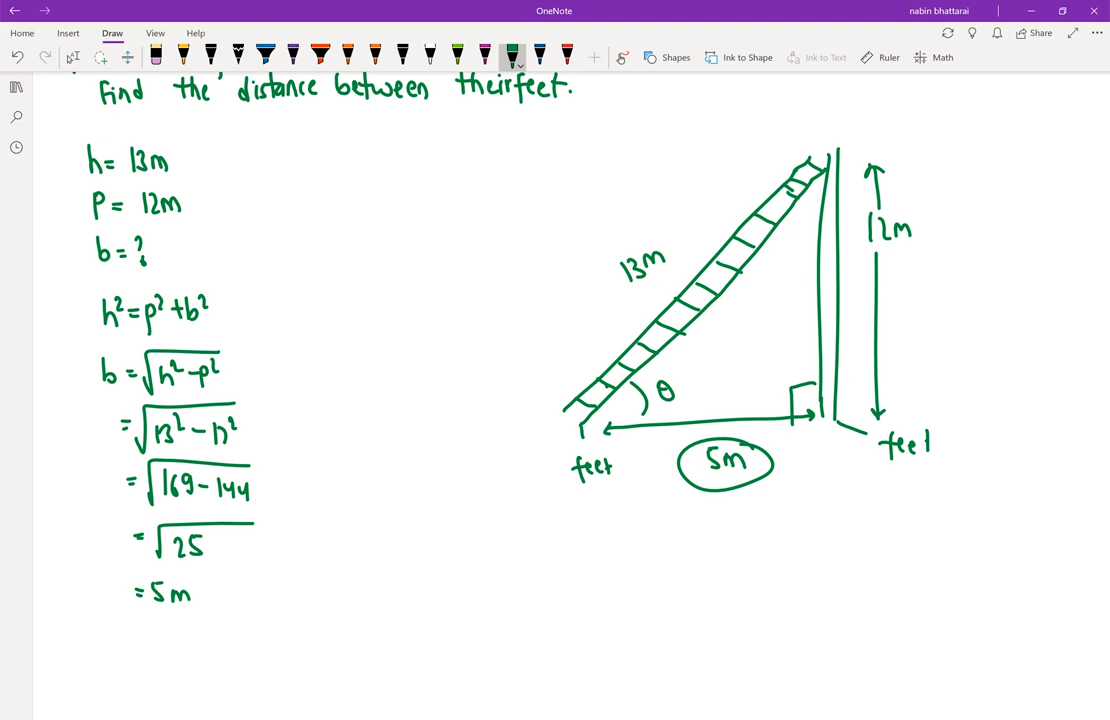 OneNote
nabin bhattarai
Home Insert Draw View Help
Share
Shapes Ink to Shape Ink to Text Ruler Math
Find the distance between their feet.
h = 13m
P = 12m
b = ?
h² = p² + b²
b = √h² - p²
= √13² - 12²
= √169 - 144
= √25
= 5m
13m
12m
θ
5m
feet
feet